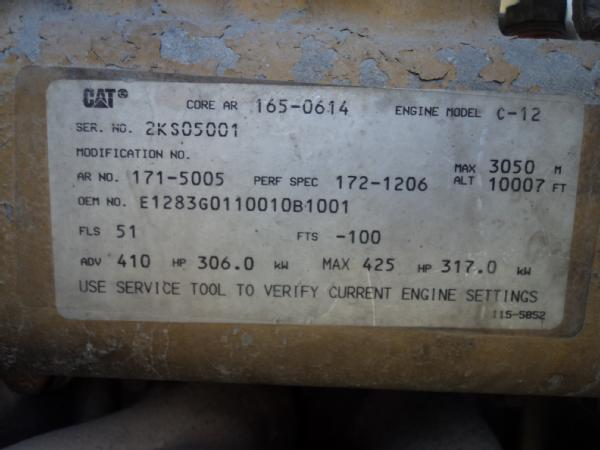 CAT® CORE AR 165-0614 ENGINE MODEL C-12
SER. NO. 2KS05001
MODIFICATION NO.
AR NO. 171-5005 PERF SPEC 172-1206 MAX ALT 3050 M 10007 FT
OEM NO. E1283G0110010B1001
FLS 51 FTS -100
ADV 410 HP 306.0 kW MAX 425 HP 317.0 kW
USE SERVICE TOOL TO VERIFY CURRENT ENGINE SETTINGS
115-5852